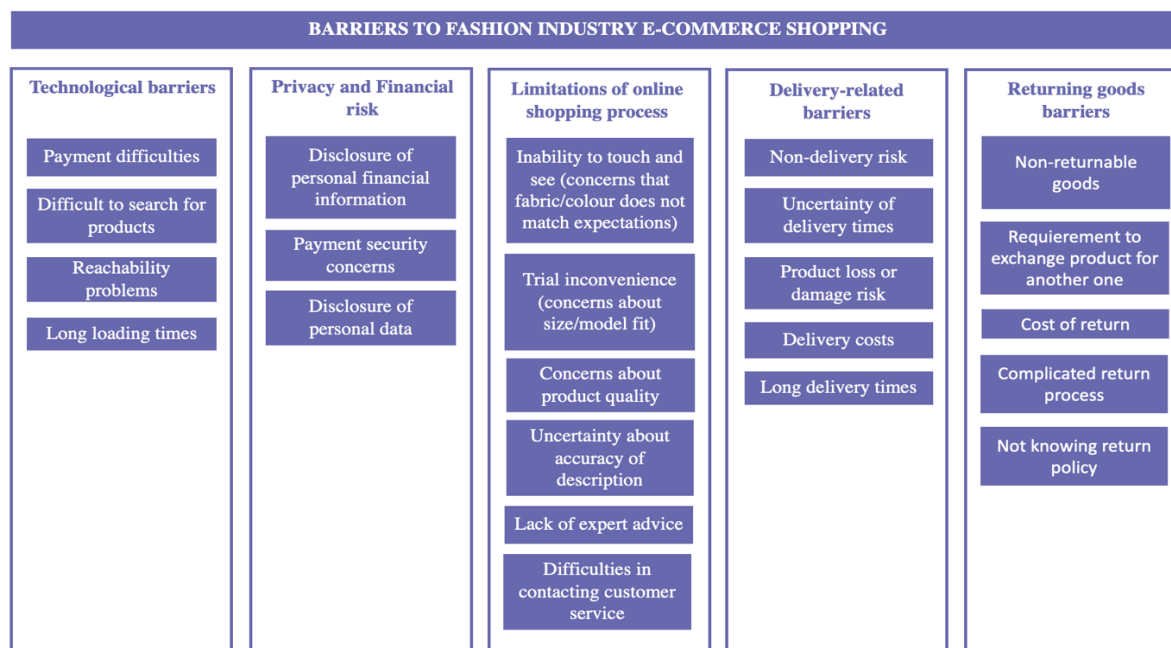 BARRIERS TO FASHION INDUSTRY E-COMMERCE SHOPPING
Technological barriers
Payment difficulties
Difficult to search for
products
Reachability
problems
Long loading times
Privacy and Financial
risk
Disclosure of
personal financial
information
Payment security
concerns
Disclosure of
personal data
Limitations of online
shopping process
Inability to touch and
see (concerns that
fabric/colour does not
match expectations)
Trial inconvenience
(concerns about
size/model fit)
Concerns about
product quality
Uncertainty about
accuracy of
description
Lack of expert advice
Difficulties in
contacting customer
service
Delivery-related
barriers
Non-delivery risk
Uncertainty of
delivery times
Product loss or
damage risk
Delivery costs
Long delivery times
Returning goods
barriers
Non-returnable
goods
Requierement to
exchange product for
another one
Cost of return
Complicated return
process
Not knowing return
policy